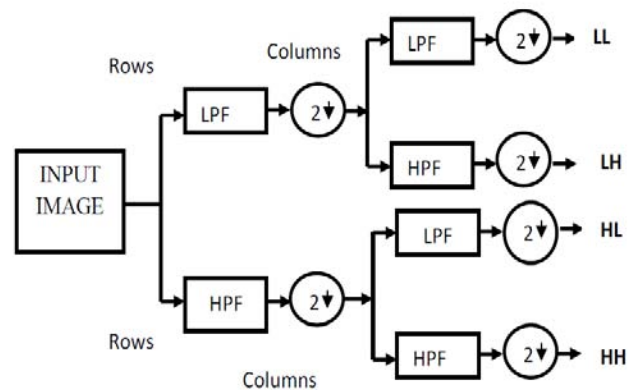 LPF 2↓ LL
Columns
Rows
LPF 2↓
HPF 2↓ LH
INPUT
IMAGE
LPF 2↓ HL
HPF 2↓
Rows
HPF 2↓ HH
Columns